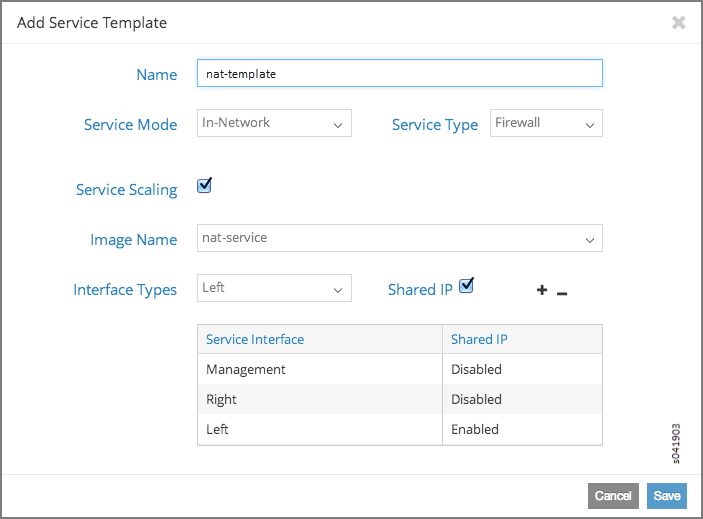 Add Service Template
Name nat-template
Service Mode In-Network Service Type Firewall
Service Scaling
Image Name nat-service
Interface Types Left Shared IP
Service Interface Shared IP
Management Disabled
Right Disabled
Left Enabled
s041903
Cancel Save